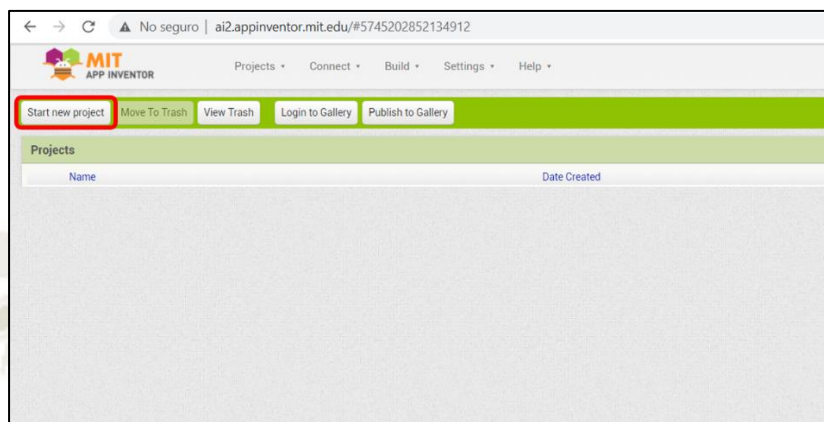 No seguro | ai2.appinventor.mit.edu/#5745202852134912
MIT
APP INVENTOR
Projects Connect Build Settings Help
Start new project Move To Trash View Trash Login to Gallery Publish to Gallery
Projects
Name Date Created